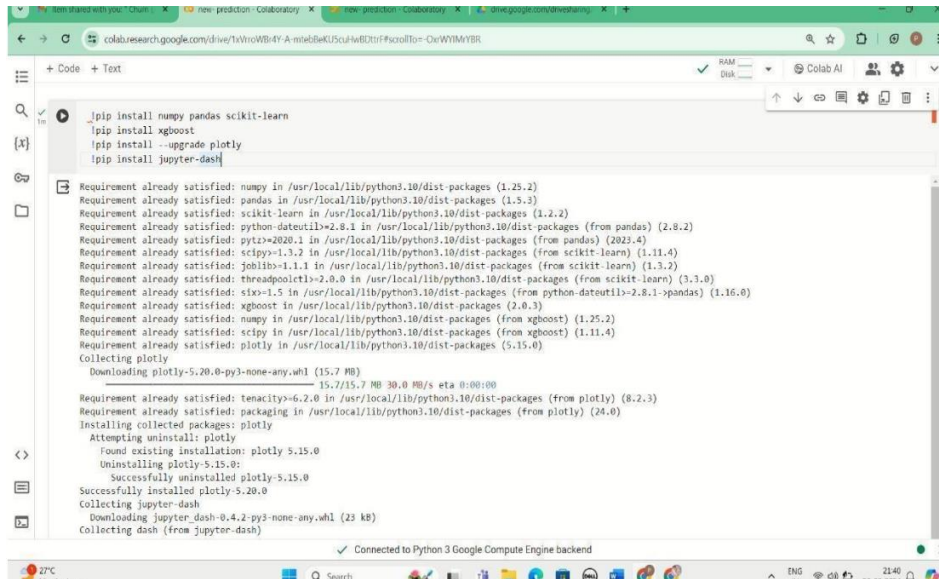 Item shared with you: "Churn
new- prediction - Colaboratory
new- prediction - Colaboratory
drive.google.com/drivesharing
+ Code + Text
RAM
Disk
Colab AI
1m
!pip install numpy pandas scikit-learn
!pip install xgboost
!pip install --upgrade plotly
!pip install jupyter-dash
{x}
Requirement already satisfied: numpy in /usr/local/lib/python3.10/dist-packages (1.25.2)
Requirement already satisfied: pandas in /usr/local/lib/python3.10/dist-packages (1.5.3)
Requirement already satisfied: scikit-learn in /usr/local/lib/python3.10/dist-packages (1.2.2)
Requirement already satisfied: python-dateutil>=2.8.1 in /usr/local/lib/python3.10/dist-packages (from pandas) (2.8.2)
Requirement already satisfied: pytz>=2020.1 in /usr/local/lib/python3.10/dist-packages (from pandas) (2023.4)
Requirement already satisfied: scipy>=1.3.2 in /usr/local/lib/python3.10/dist-packages (from scikit-learn) (1.11.4)
Requirement already satisfied: joblib>=1.1.1 in /usr/local/lib/python3.10/dist-packages (from scikit-learn) (1.3.2)
Requirement already satisfied: threadpoolctl>=2.0.0 in /usr/local/lib/python3.10/dist-packages (from scikit-learn) (3.3.0)
Requirement already satisfied: six>=1.5 in /usr/local/lib/python3.10/dist-packages (from python-dateutil>=2.8.1->pandas) (1.16.0)
Requirement already satisfied: xgboost in /usr/local/lib/python3.10/dist-packages (2.0.3)
Requirement already satisfied: numpy in /usr/local/lib/python3.10/dist-packages (from xgboost) (1.25.2)
Requirement already satisfied: scipy in /usr/local/lib/python3.10/dist-packages (from xgboost) (1.11.4)
Requirement already satisfied: plotly in /usr/local/lib/python3.10/dist-packages (5.15.0)
Collecting plotly
Downloading plotly-5.20.0-py3-none-any.whl (15.7 MB)
15.7/15.7 MB 30.0 MB/s eta 0:00:00
Requirement already satisfied: tenacity>=6.2.0 in /usr/local/lib/python3.10/dist-packages (from plotly) (8.2.3)
Requirement already satisfied: packaging in /usr/local/lib/python3.10/dist-packages (from plotly) (24.0)
Installing collected packages: plotly
Attempting uninstall: plotly
Found existing installation: plotly 5.15.0
Uninstalling plotly-5.15.0:
Successfully uninstalled plotly-5.15.0
Successfully installed plotly-5.20.0
Collecting jupyter-dash
Downloading jupyter_dash-0.4.2-py3-none-any.whl (23 kB)
Collecting dash (from jupyter-dash)
Connected to Python 3 Google Compute Engine backend
27°C
Search
ENG
21:40